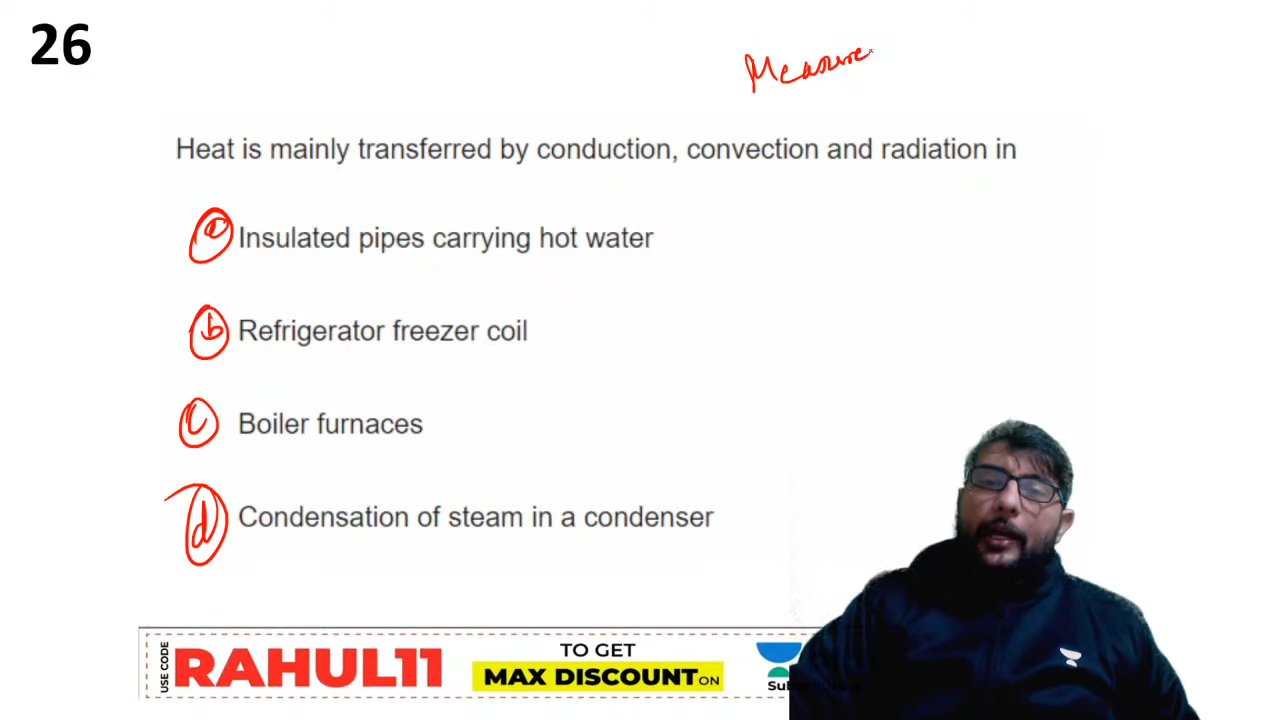 26
Measure
Heat is mainly transferred by conduction, convection and radiation in
a Insulated pipes carrying hot water
b Refrigerator freezer coil
c Boiler furnaces
d Condensation of steam in a condenser
USE CODE
RAHUL11
TO GET
MAX DISCOUNT ON